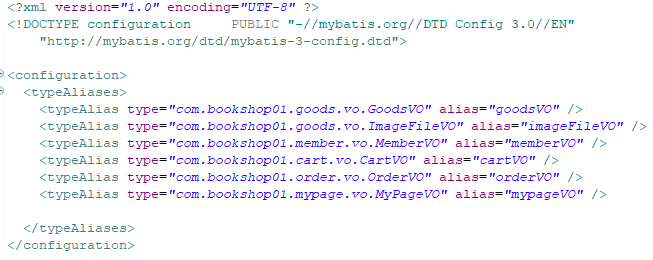 <?xml version="1.0" encoding="UTF-8" ?>
<!DOCTYPE configuration     PUBLIC "-//mybatis.org//DTD Config 3.0//EN"
    "http://mybatis.org/dtd/mybatis-3-config.dtd">
<configuration>
  <typeAliases>
    <typeAlias type="com.bookshop01.goods.vo.GoodsVO" alias="goodsVO" />
    <typeAlias type="com.bookshop01.goods.vo.ImageFileVO" alias="imageFileVO" />
    <typeAlias type="com.bookshop01.member.vo.MemberVO" alias="memberVO" />
    <typeAlias type="com.bookshop01.cart.vo.CartVO" alias="cartVO" />
    <typeAlias type="com.bookshop01.order.vo.OrderVO" alias="orderVO" />
    <typeAlias type="com.bookshop01.mypage.vo.MyPageVO" alias="mypageVO" />
  </typeAliases>
</configuration>